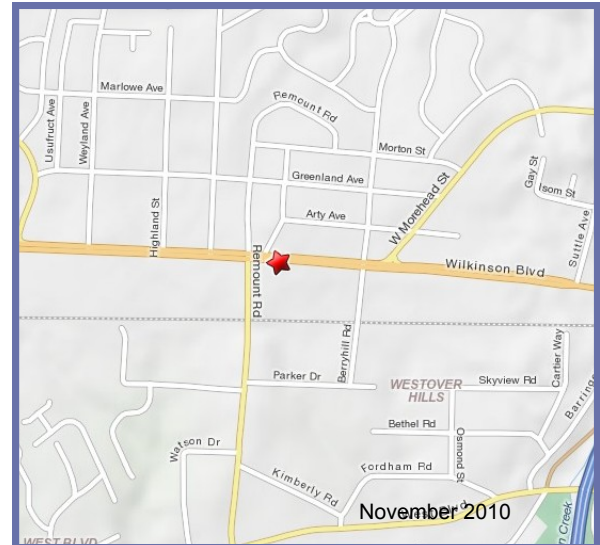 Marlowe Ave
Usufruct Ave
Weyland Ave
Remount Rd
Morton St
Greenland Ave
Gay St
Isom St
Highland St
Arty Ave
W Morehead St
Suttle Ave
Remount Rd
Wilkinson Blvd
Berryhill Rd
Parker Dr
WESTOVER
HILLS
Skyview Rd
Cartier Way
Bethel Rd
Osmond St
Watson Dr
Fordham Rd
Kimberly Rd
November 2010
West Blvd
Creek
WEST BLVD